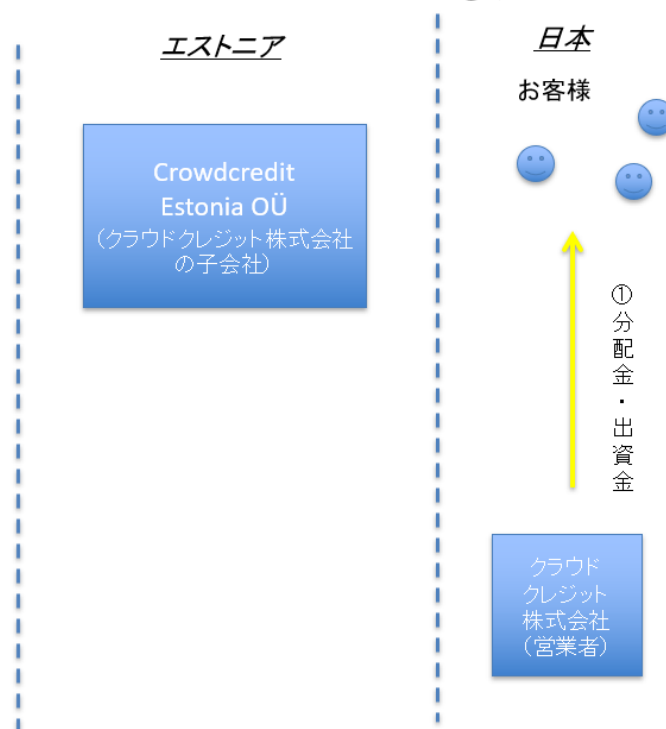 エストニア
日本
お客様
Crowdcredit
Estonia OÜ
（クラウドクレジット株式会社
の子会社）
①分配金・出資金
クラウド
クレジット
株式会社
（営業者）